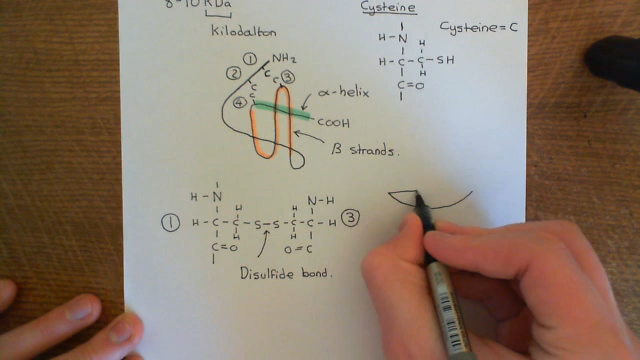 8-10 KDa
Kilodalton
Cysteine
Cysteine = C
H-N
H
H-C-C-SH
H
C=O
① NH2
② C ③
C C
C
④ C
α-helix
COOH
β strands.
H-N H H N-H
① H-C-C-S-S-C-C-H ③
H H
C=O O=C
Disulfide bond.